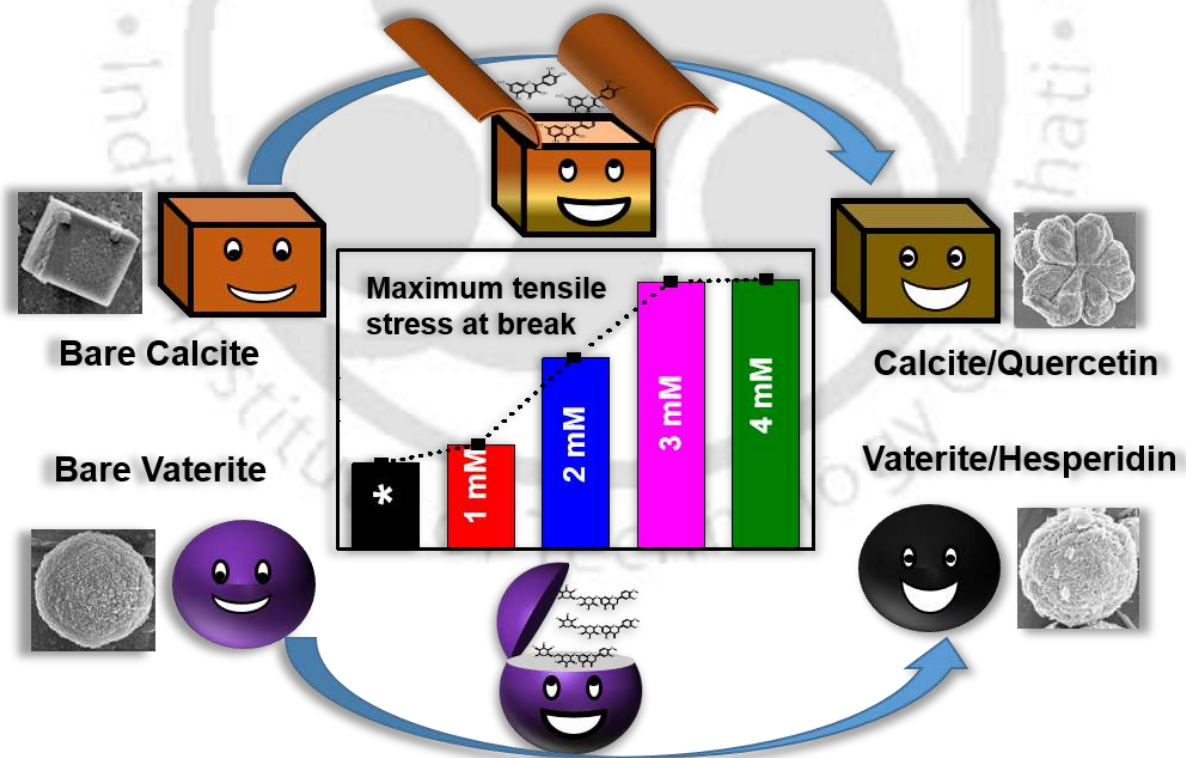 Maximum tensile
stress at break
Bare Calcite
Calcite/Quercetin
Bare Vaterite
Vaterite/Hesperidin
*
1 mM
2 mM
3 mM
4 mM